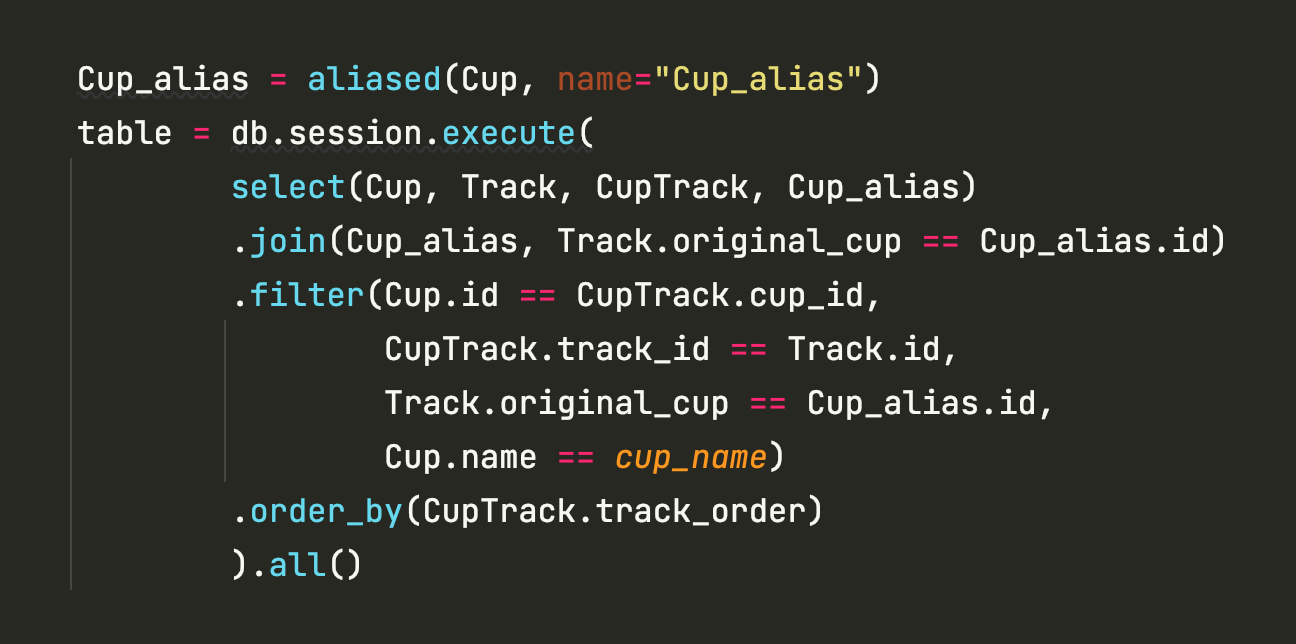 Cup_alias = aliased(Cup, name="Cup_alias")
table = db.session.execute(
select(Cup, Track, CupTrack, Cup_alias)
.join(Cup_alias, Track.original_cup == Cup_alias.id)
.filter(Cup.id == CupTrack.cup_id,
CupTrack.track_id == Track.id,
Track.original_cup == Cup_alias.id,
Cup.name == cup_name)
.order_by(CupTrack.track_order)
).all()